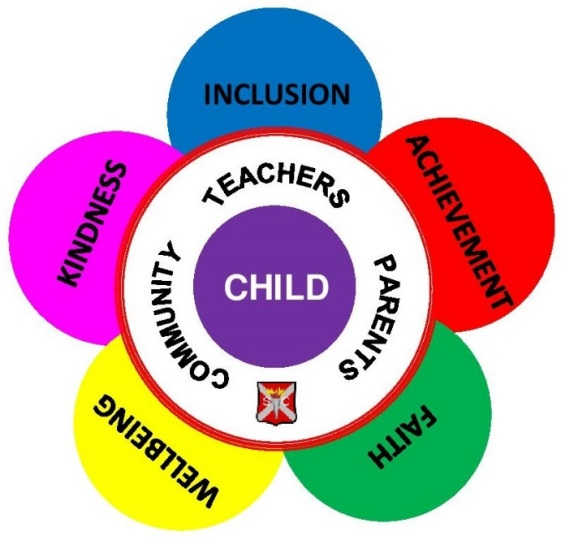 INCLUSION
ACHIEVEMENT
FAITH
WELLBEING
KINDNESS
TEACHERS
PARENTS
COMMUNITY
CHILD